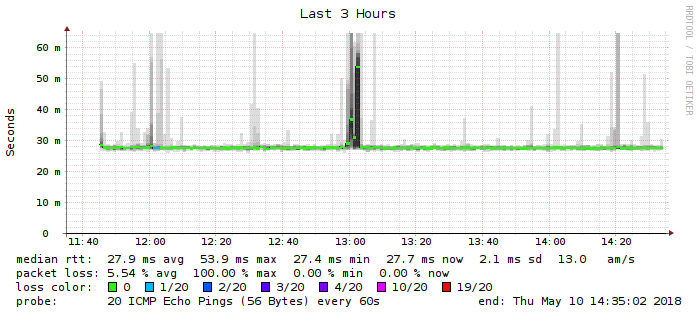 Last 3 Hours
RRDTOOL / TOBI OETIKER
Seconds
60 m
50 m
40 m
30 m
20 m
10 m
0
11:40 12:00 12:20 12:40 13:00 13:20 13:40 14:00 14:20
median rtt: 27.9 ms avg 53.9 ms max 27.4 ms min 27.7 ms now 2.1 ms sd 13.0 am/s
packet loss: 5.54 % avg 100.00 % max 0.00 % min 0.00 % now
loss color: 0 1/20 2/20 3/20 4/20 10/20 19/20
probe: 20 ICMP Echo Pings (56 Bytes) every 60s end: Thu May 10 14:35:02 2018